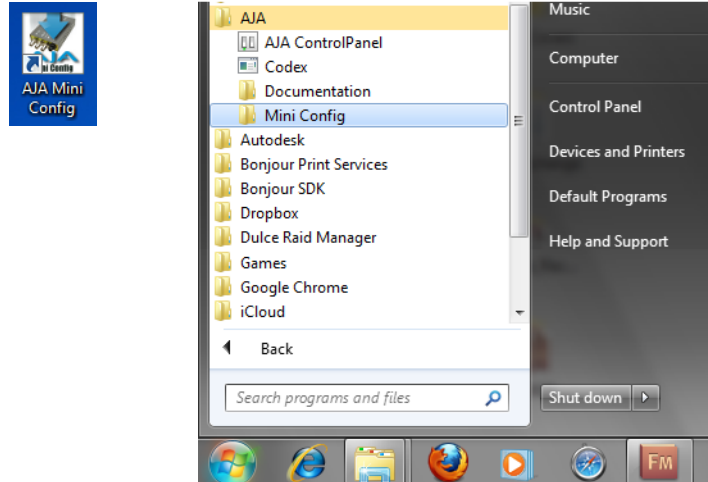 AJA Mini
Config
AJA
AJA ControlPanel
Codex
Documentation
Mini Config
Autodesk
Bonjour Print Services
Bonjour SDK
Dropbox
Dulce Raid Manager
Games
Google Chrome
iCloud
Back
Search programs and files
Music
Computer
Control Panel
Devices and Printers
Default Programs
Help and Support
Shut down
FM